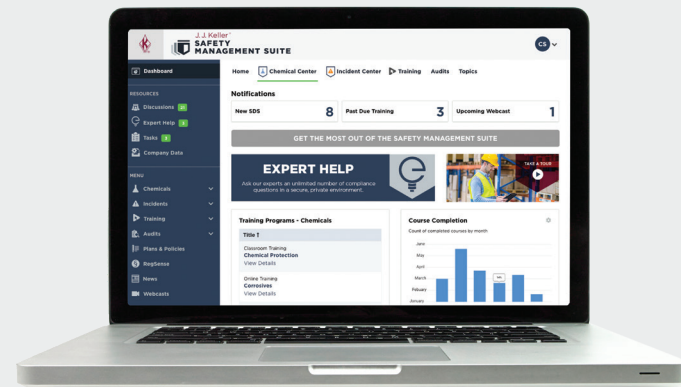 J. J. Keller®
SAFETY
MANAGEMENT SUITE
CS
Dashboard
RESOURCES
Discussions
Expert Help
Tasks
Company Data
MENU
Chemicals
Incidents
Training
Audits
Plans & Policies
RegSense
News
Webcasts
Home Chemical Center Incident Center Training Audits Topics
Notifications
New SDS 8 Past Due Training 3 Upcoming Webcast 1
GET THE MOST OUT OF THE SAFETY MANAGEMENT SUITE
EXPERT HELP
Ask our experts an unlimited number of compliance
questions in a secure, private environment.
TAKE A TOUR
Training Programs - Chemicals
Title ↑
Classroom Training
Chemical Protection
View Details
Online Training
Corrosives
View Details
Course Completion
Count of completed courses by month
June
May
April
March
January